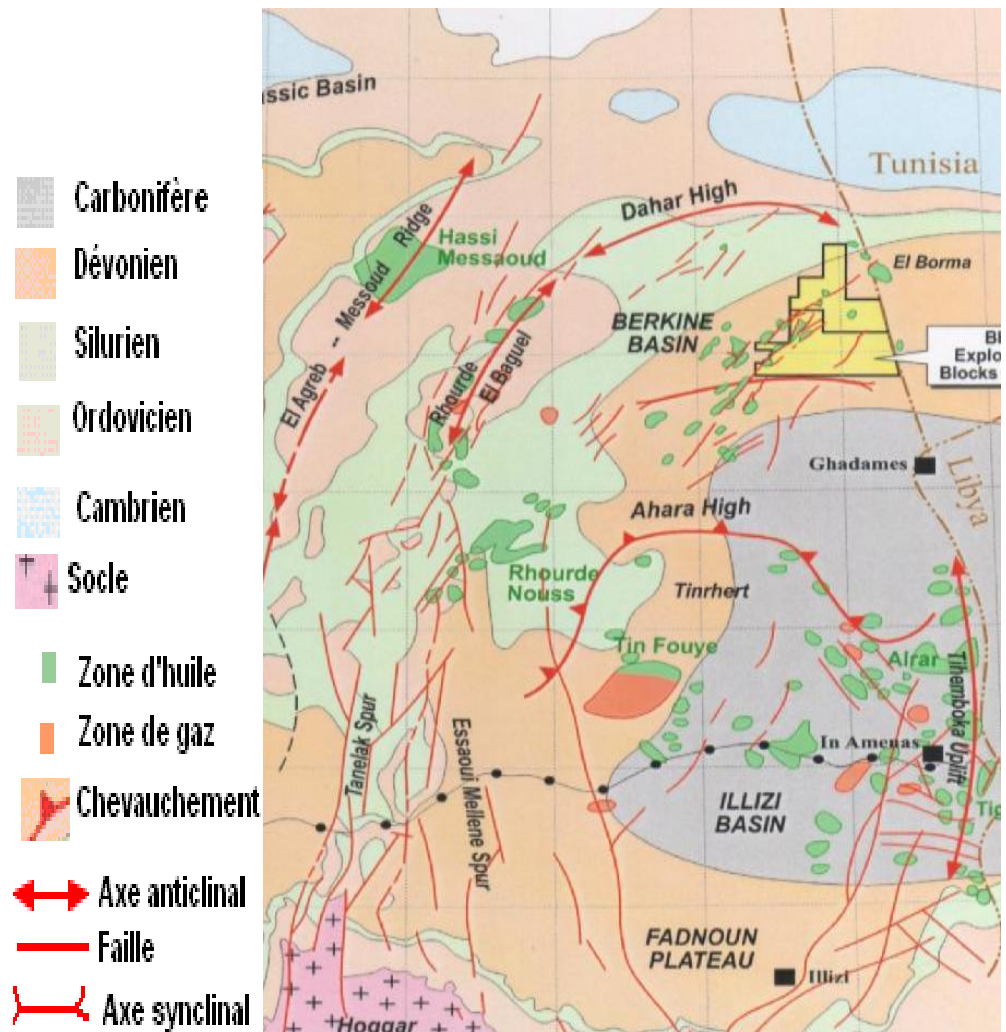 Carbonifère
Dévonien
Silurien
Ordovicien
Cambrien
Socle
Zone d'huile
Zone de gaz
Chevauchement
Axe anticlinal
Faille
Axe synclinal
ssic Basin
Tunisia
Dahar High
Ridge
Hassi
Messaoud
Messoud
--
El Agreb
El Borma
BERKINE
BASIN
Rhourde
El Baguel
Bl
Explo
Blocks
Ghadames
Libya
Ahara High
Rhourde
Nouss
Tinrhert
Tin Fouye
Alrar
Tihemboka Uplift
Tanelak Spur
Essaoui Mellene Spur
In Amenas
ILLIZI
BASIN
Tig
FADNOUN
PLATEAU
Illizi
Hoggar